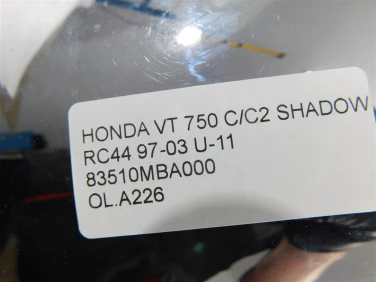 HONDA VT 750 C/C2 SHADOW
RC44 97-03 U-11
83510MBA000
OL.A226